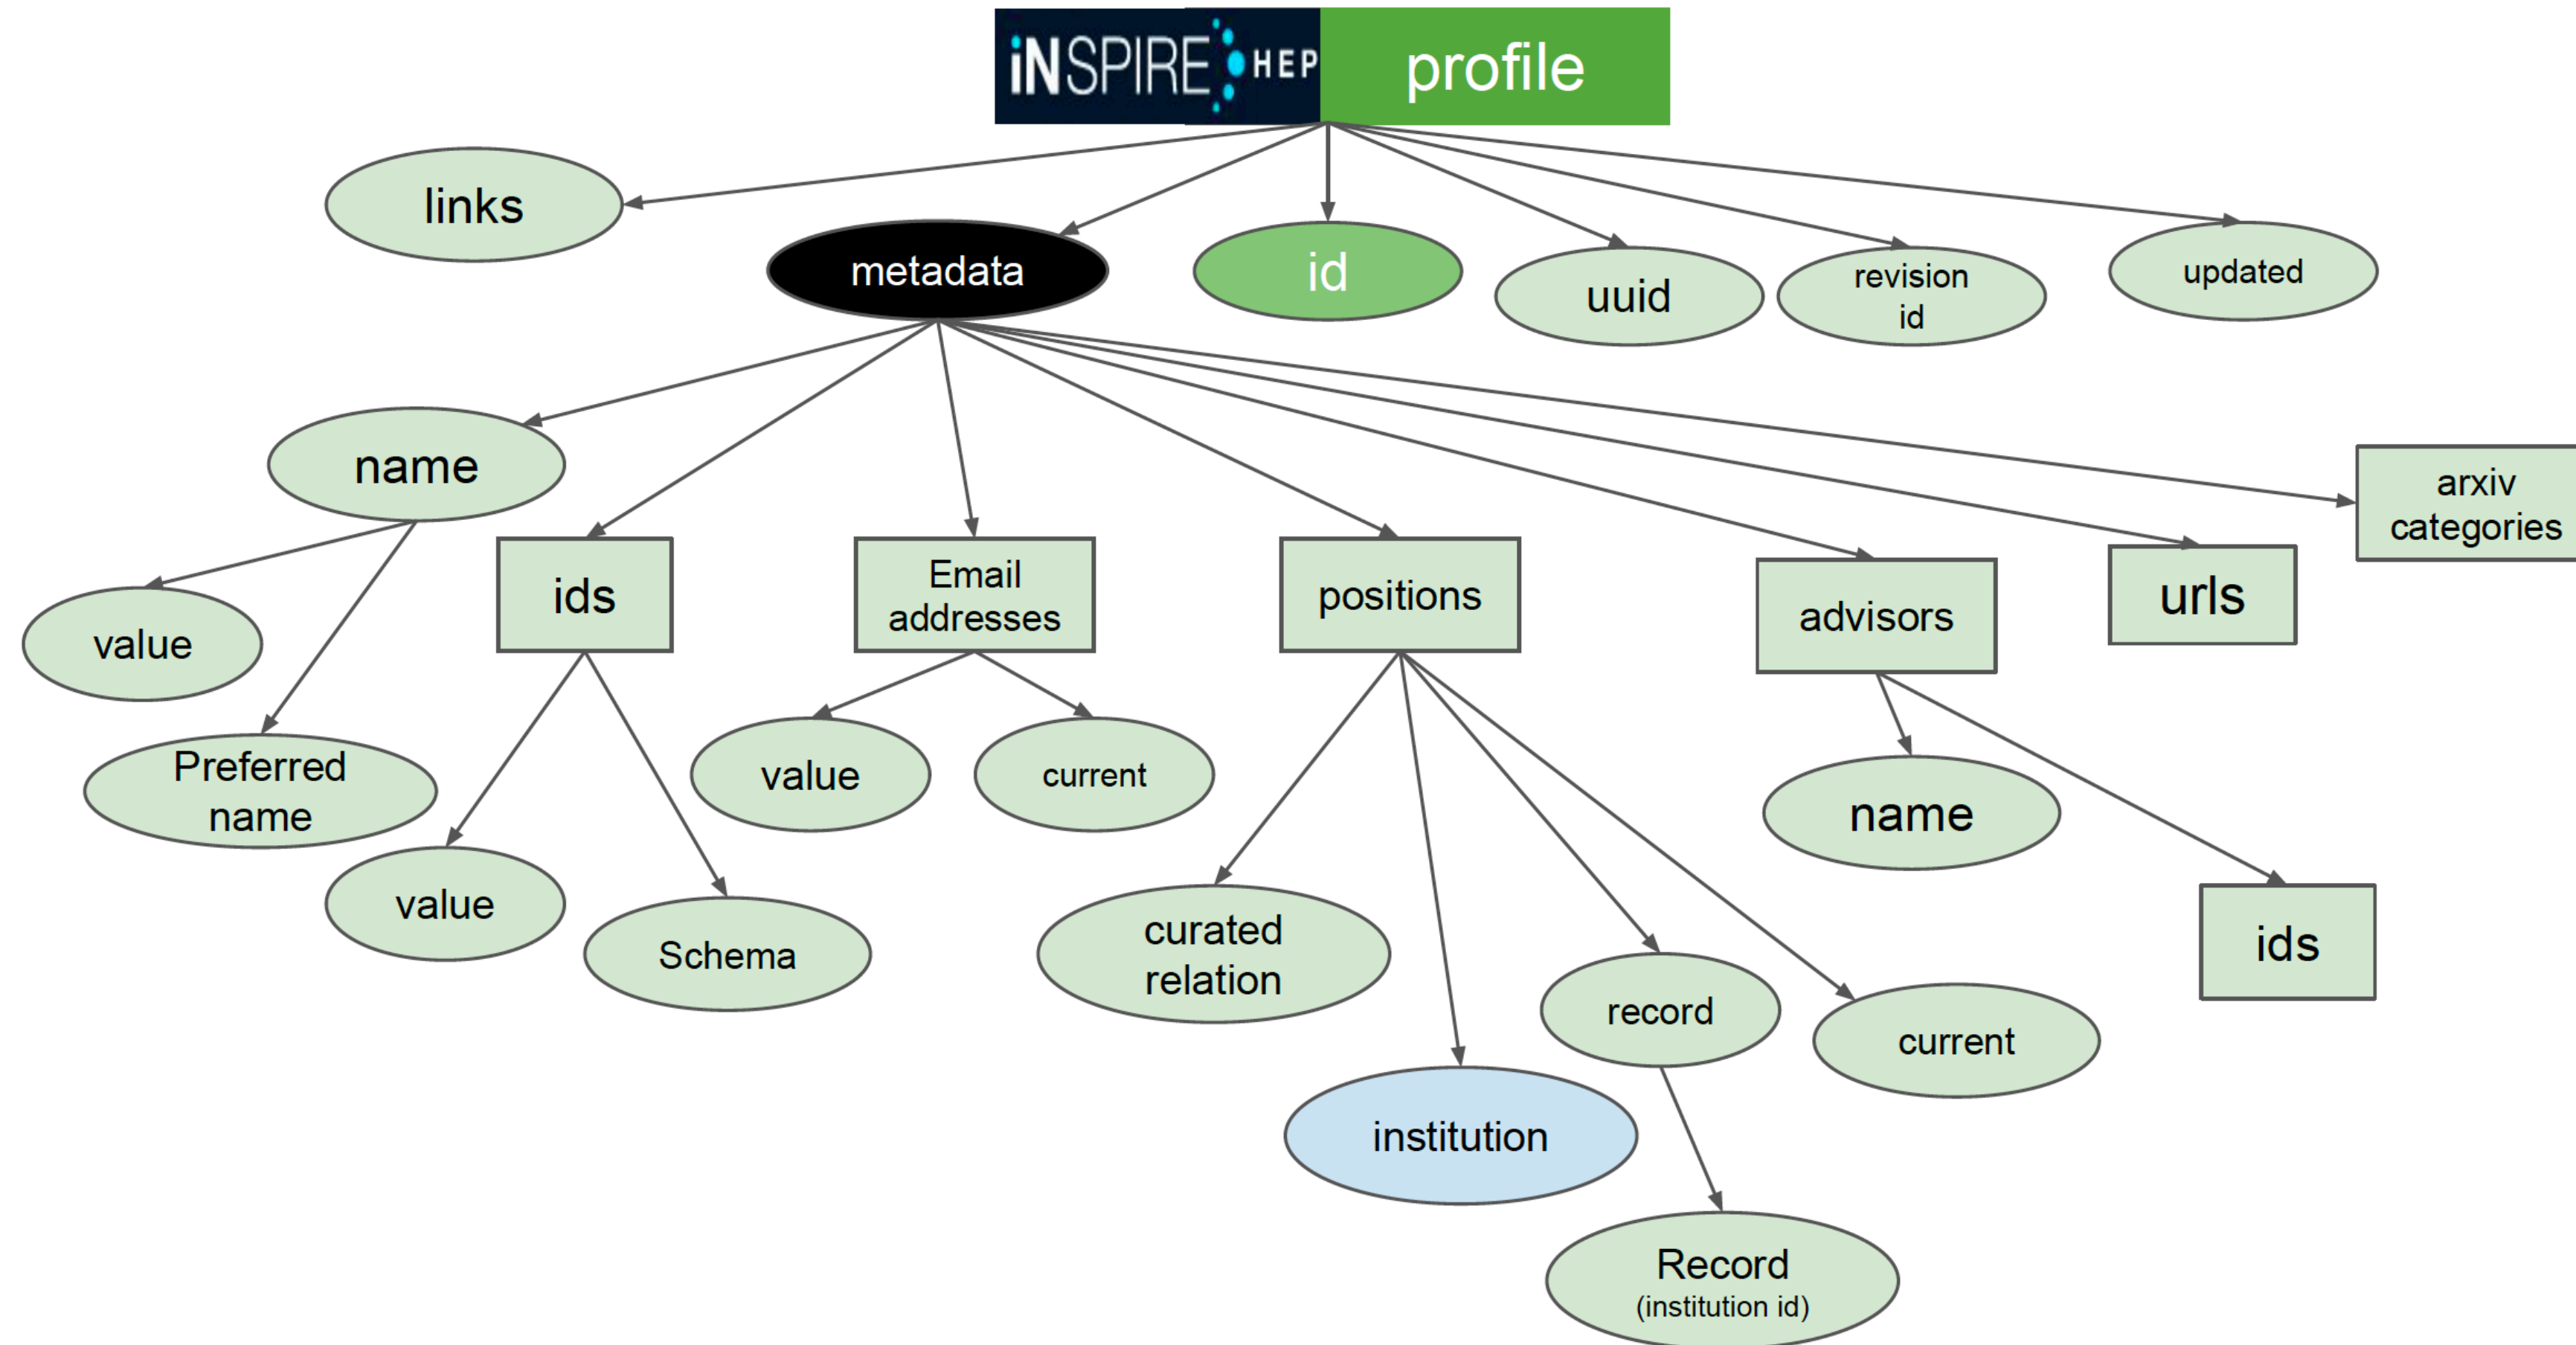 iNSPIRE HEP
profile
links
metadata
id
uuid
revision
id
updated
name
ids
Email
addresses
positions
advisors
urls
arxiv
categories
value
Preferred
name
value
Schema
value
current
curated
relation
institution
record
current
Record
(institution id)
name
ids